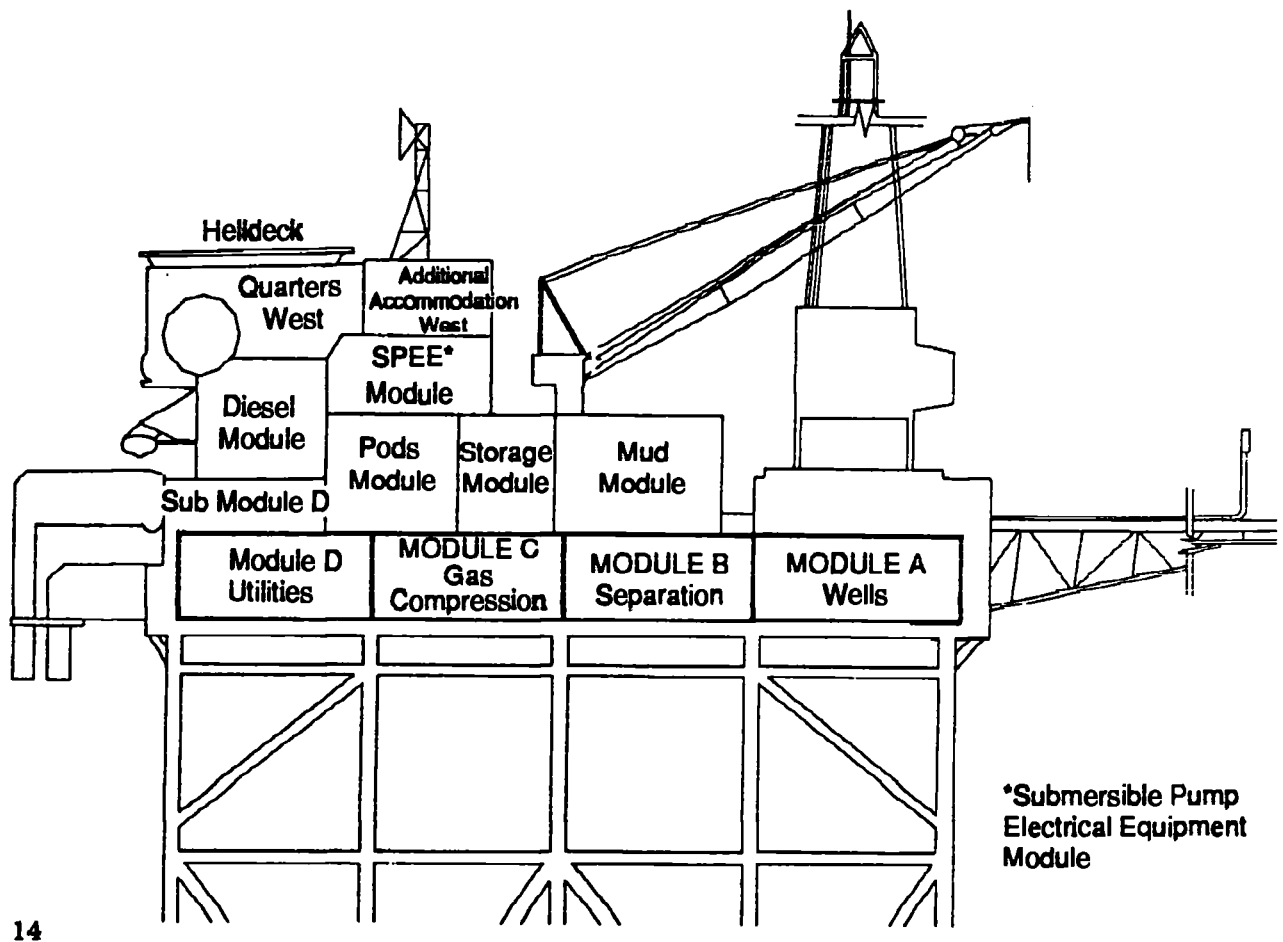 Helideck
Quarters
West
Additional
Accommodation
West
SPEE*
Module
Diesel
Module
Pods
Module
Storage
Module
Mud
Module
Sub Module D
Module D
Utilities
MODULE C
Gas
Compression
MODULE B
Separation
MODULE A
Wells
*Submersible Pump
Electrical Equipment
Module
14